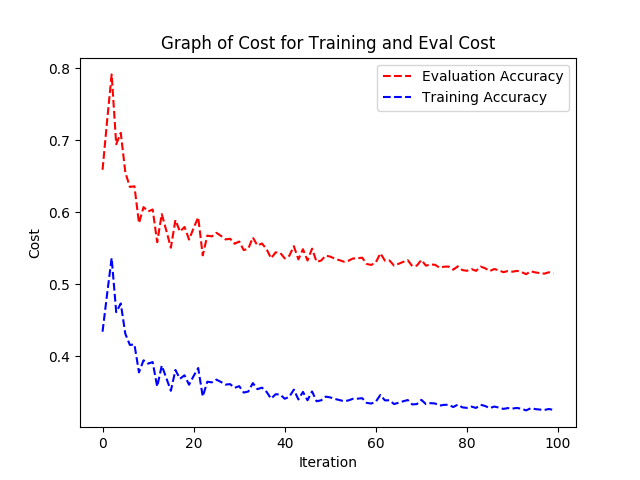 Graph of Cost for Training and Eval Cost
Evaluation Accuracy
Training Accuracy
0.8
0.7
0.6
0.5
0.4
Cost
0 20 40 60 80 100
Iteration